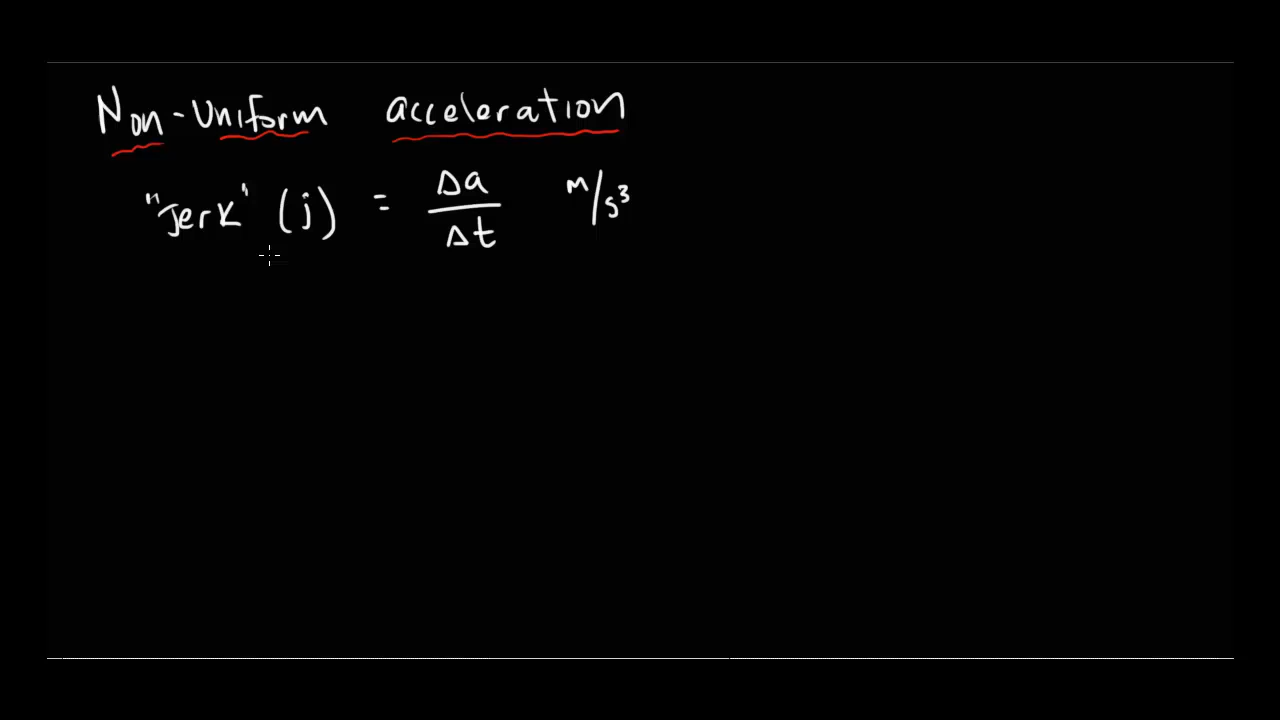 Non-Uniform acceleration
"Jerk" (j) = Δa/Δt m/s³